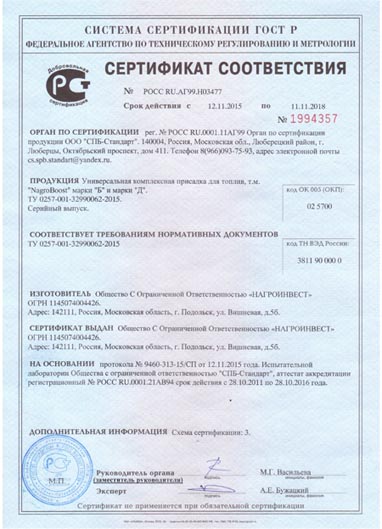 СИСТЕМА СЕРТИФИКАЦИИ ГОСТ Р
ФЕДЕРАЛЬНОЕ АГЕНТСТВО ПО ТЕХНИЧЕСКОМУ РЕГУЛИРОВАНИЮ И МЕТРОЛОГИИ
Добровольная
сертификация
СЕРТИФИКАТ СООТВЕТСТВИЯ
№ РОСС RU.АГ99.Н03477
Срок действия с 12.11.2015 по 11.11.2018
№ 1994357
ОРГАН ПО СЕРТИФИКАЦИИ рег. № РОСС RU.0001.11АГ99 Орган по сертификации
продукции ООО "СПБ-Стандарт". 140004, РОССИЯ, Московская обл., Люберецкий район, г.
Люберцы, Октябрьский проспект, дом 411. Телефон 8(966)093-75-93, адрес электронной почты
cs.spb.standart@yandex.ru.
ПРОДУКЦИЯ Универсальная комплексная присадка для топлив, т.м.
"NagroBoost" марки "Б" и марки "Д".
ТУ 0257-001-32990062-2015
Серийный выпуск.
код ОК 005 (ОКП):
02 5700
СООТВЕТСТВУЕТ ТРЕБОВАНИЯМ НОРМАТИВНЫХ ДОКУМЕНТОВ
ТУ 0257-001-32990062-2015
код ТН ВЭД России:
3811 90 000 0
ИЗГОТОВИТЕЛЬ Общество С Ограниченной Ответственностью «НАГРОИНВЕСТ»
ОГРН 1145074004426.
Адрес: 142111, Россия, Московская область, г. Подольск, ул. Вишневая, д.5б.
СЕРТИФИКАТ ВЫДАН Общество С Ограниченной Ответственностью «НАГРОИНВЕСТ»
ОГРН 1145074004426.
Адрес: 142111, Россия, Московская область, г. Подольск, ул. Вишневая, д.5б.
НА ОСНОВАНИИ протокола № 9460-313-15/СП от 12.11.2015 года. Испытательной
лаборатории Общества с ограниченной ответственностью "СПБ-Стандарт", аттестат аккредитации
регистрационный № РОСС RU.0001.21АВ94 срок действия с 28.10.2011 по 28.10.2016 года.
ДОПОЛНИТЕЛЬНАЯ ИНФОРМАЦИЯ Схема сертификации: 3.
М.П.
Руководитель органа
(заместитель руководителя)
подпись
М.Г. Васильева
инициалы, фамилия
Эксперт
подпись
А.Е. Бужацкий
инициалы, фамилия
Сертификат не применяется при обязательной сертификации